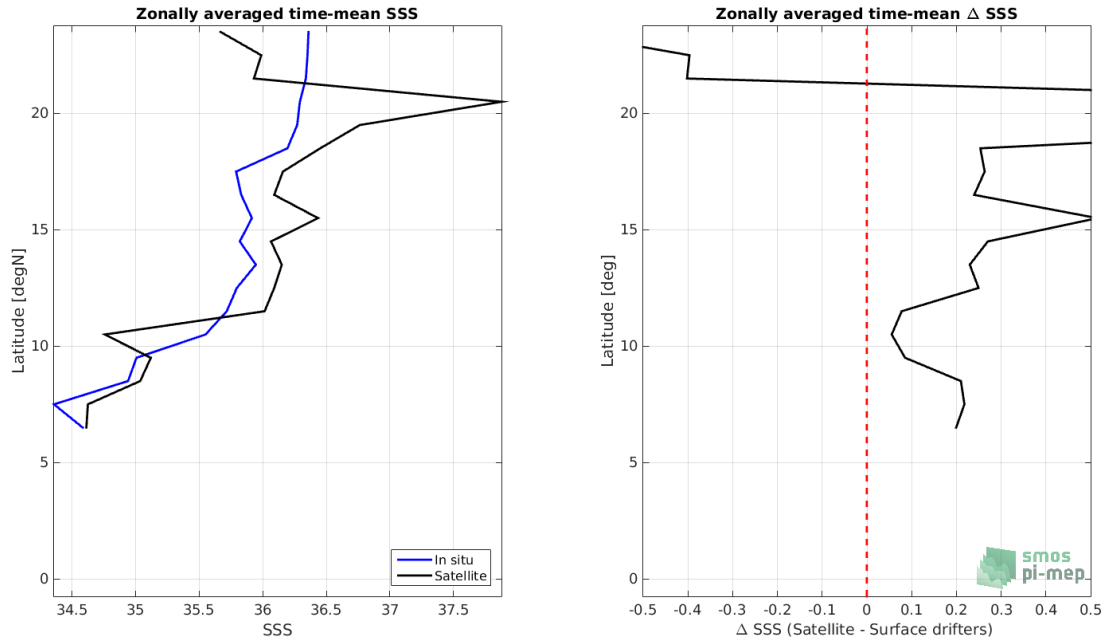 Zonally averaged time-mean SSS
Latitude [degN]
20
15
10
5
0
34.5 35 35.5 36 36.5 37 37.5
SSS
In situ
Satellite
Zonally averaged time-mean Δ SSS
Latitude [deg]
20
15
10
5
0
-0.5 -0.4 -0.3 -0.2 -0.1 0 0.1 0.2 0.3 0.4 0.5
Δ SSS (Satellite - Surface drifters)
smos
pi-mep